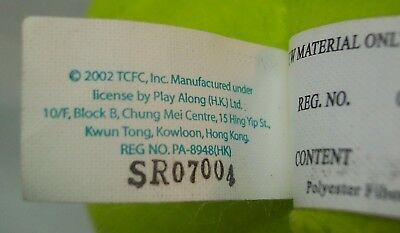 © 2002 TCFC, Inc. Manufactured under
license by Play Along (H.K.) Ltd.,
10/F, Block B, Chung Mei Centre, 15 Hing Yip St.,
Kwun Tong, Kowloon, Hong Kong.
REG NO. PA-8948(HK)
SR07004
W MATERIAL ONL
REG. NO.
CONTENT
Polyester Fiber